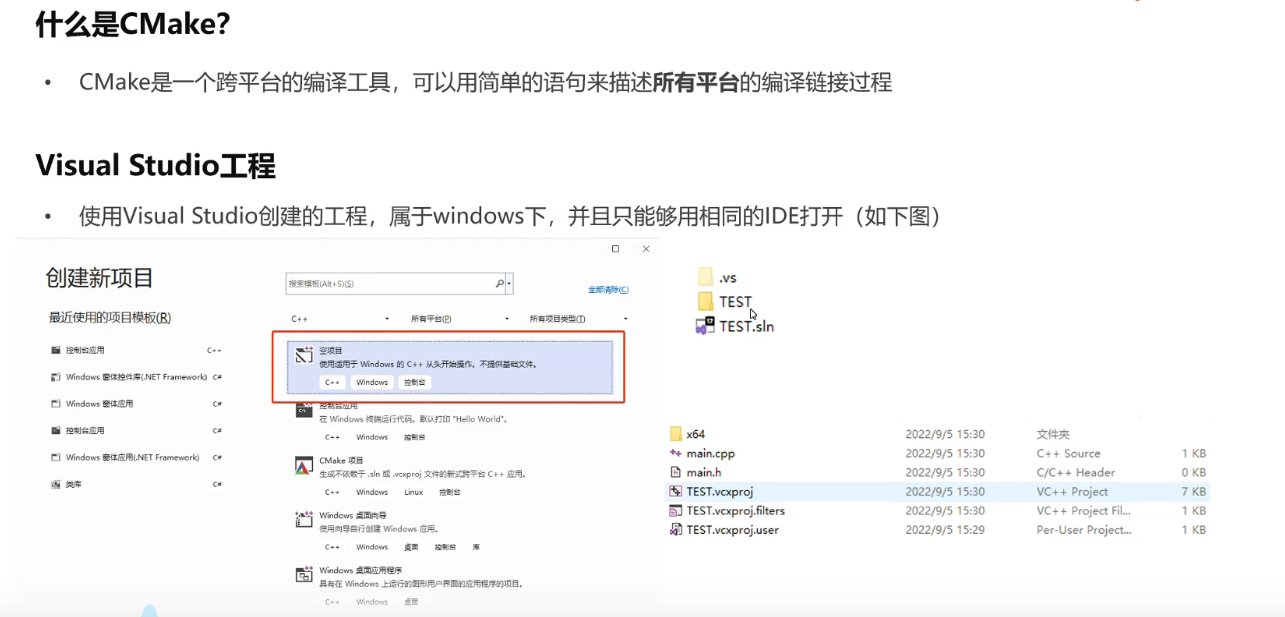 什么是CMake?
• CMake是一个跨平台的编译工具，可以用简单的语句来描述所有平台的编译链接过程
Visual Studio工程
• 使用Visual Studio创建的工程，属于windows下，并且只能够用相同的IDE打开（如下图）
创建新项目
搜索模板(Alt+S)(S)
全部清除(C)
最近使用的项目模板(R)
C++ 所有平台(P) 所有项目类型(T)
控制台应用 C++
Windows 窗体控件库(.NET Framework) C#
Windows 窗体应用 C#
控制台应用 C#
Windows 窗体应用(.NET Framework) C#
类库 C#
空项目
使用适用于 Windows 的 C++ 从头开始操作。不提供基础文件。
C++ Windows 控制台
控制台应用
在 Windows 终端运行代码。默认打印 "Hello World"。
C++ Windows 控制台
CMake 项目
生成不依赖于 .sln 或 .vcxproj 文件的新式跨平台 C++ 应用。
C++ Windows Linux 控制台
Windows 桌面向导
使用向导自行创建 Windows 应用。
C++ Windows 桌面 控制台 库
Windows 桌面应用程序
具有在 Windows 上运行的图形用户界面的应用程序的项目。
C++ Windows 桌面
.vs
TEST
TEST.sln
x64 2022/9/5 15:30 文件夹
main.cpp 2022/9/5 15:30 C++ Source 1 KB
main.h 2022/9/5 15:30 C/C++ Header 0 KB
TEST.vcxproj 2022/9/5 15:30 VC++ Project 7 KB
TEST.vcxproj.filters 2022/9/5 15:30 VC++ Project Fil... 1 KB
TEST.vcxproj.user 2022/9/5 15:29 Per-User Project... 1 KB